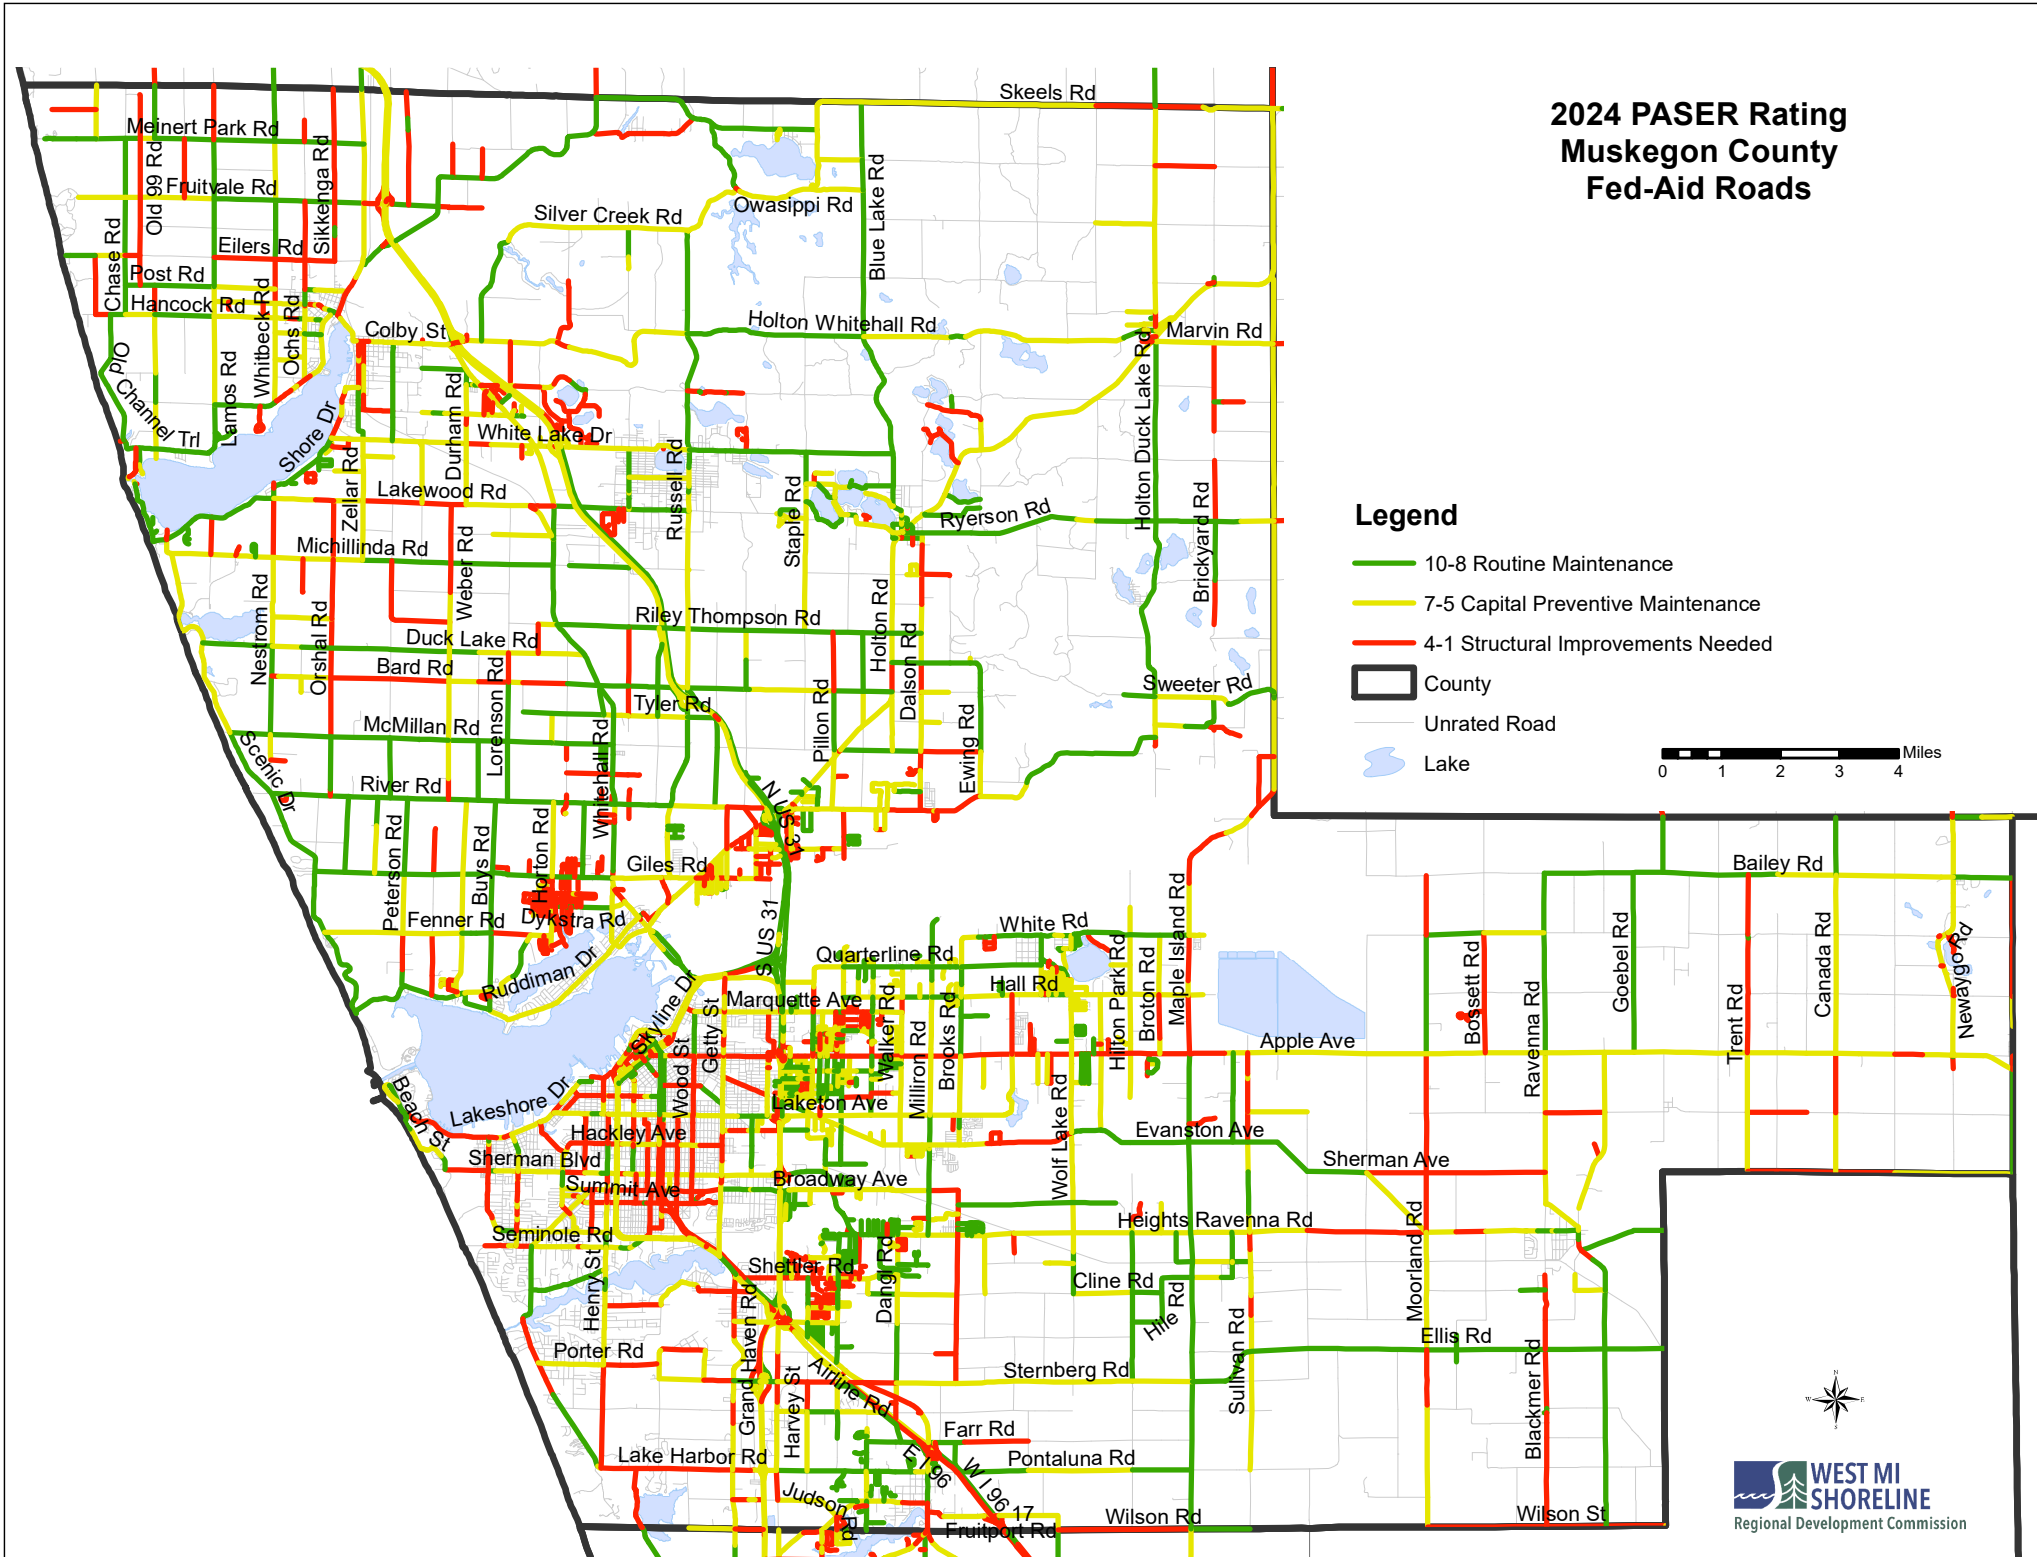 2024 PASER Rating
Muskegon County
Fed-Aid Roads
Skeels Rd
Meinert Park Rd
Old 99 Rd
Sikkenga Rd
Fruitvale Rd
Blue Lake Rd
Owasippi Rd
Silver Creek Rd
Chase Rd
Eilers Rd
Post Rd
Hancock Rd
Whitbeck Rd
Ochs Rd
Colby St
Holton Whitehall Rd
Marvin Rd
Old
Channel Trl
Lamos Rd
Shore Dr
Durham Rd
White Lake Dr
Holton Duck Lake Rd
Zellar Rd
Lakewood Rd
Russell Rd
Staple Rd
Ryerson Rd
Brickyard Rd
Michillinda Rd
Weber Rd
Nestrom Rd
Orshal Rd
Riley Thompson Rd
Holton Rd
Duck Lake Rd
Bard Rd
Lorenson Rd
Dalson Rd
Tyler Rd
Pillon Rd
Sweeter Rd
McMillan Rd
Whitehall Rd
Ewing Rd
Scenic Dr
River Rd
N US 31
Peterson Rd
Buys Rd
Horton Rd
Giles Rd
Fenner Rd
Dykstra Rd
Ruddiman Dr
S US 31
White Rd
Quarterline Rd
Hall Rd
Hilton Park Rd
Broton Rd
Maple Island Rd
Skyline Dr
Getty St
Marquette Ave
Walker Rd
Milliron Rd
Brooks Rd
Apple Ave
Bossett Rd
Ravenna Rd
Goebel Rd
Bailey Rd
Trent Rd
Canada Rd
Newaygo Rd
Wood St
Beach St
Lakeshore Dr
Laketon Ave
Wolf Lake Rd
Hackley Ave
Evanston Ave
Sherman Blvd
Sherman Ave
Summit Ave
Broadway Ave
Seminole Rd
Heights Ravenna Rd
Moorland Rd
Henry St
Shettler Rd
Dangl Rd
Cline Rd
Hile Rd
Grand Haven Rd
Porter Rd
Airline Rd
Harvey St
Sternberg Rd
Sullivan Rd
Ellis Rd
Blackmer Rd
Farr Rd
Lake Harbor Rd
E I 96
W I 96
Pontaluna Rd
Judson
Rd
17
Fruitport Rd
Wilson Rd
Wilson St
Legend
10-8 Routine Maintenance
7-5 Capital Preventive Maintenance
4-1 Structural Improvements Needed
County
Unrated Road
Lake
Miles
0 1 2 3 4
N
W E
S
WEST MI
SHORELINE
Regional Development Commission